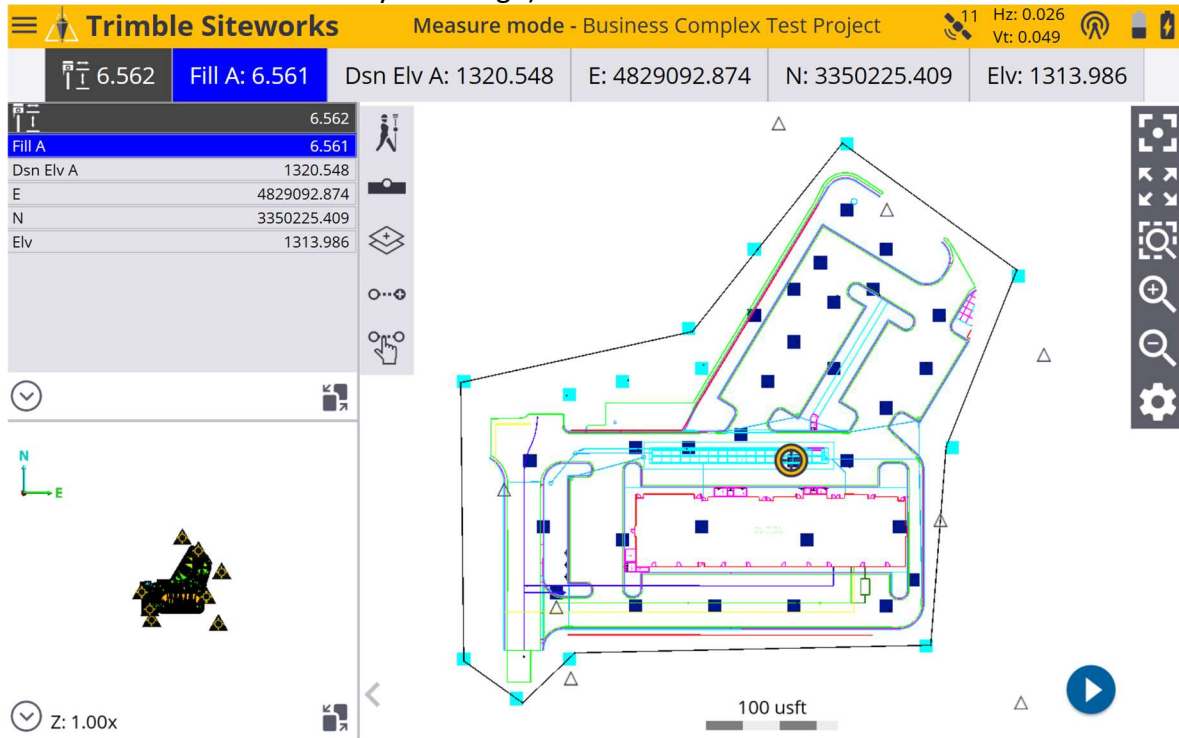 Trimble Siteworks
Measure mode - Business Complex Test Project
11
Hz: 0.026
Vt: 0.049
6.562
Fill A: 6.561
Dsn Elv A: 1320.548
E: 4829092.874
N: 3350225.409
Elv: 1313.986
6.562
Fill A 6.561
Dsn Elv A 1320.548
E 4829092.874
N 3350225.409
Elv 1313.986
N
E
Z: 1.00x
100 usft